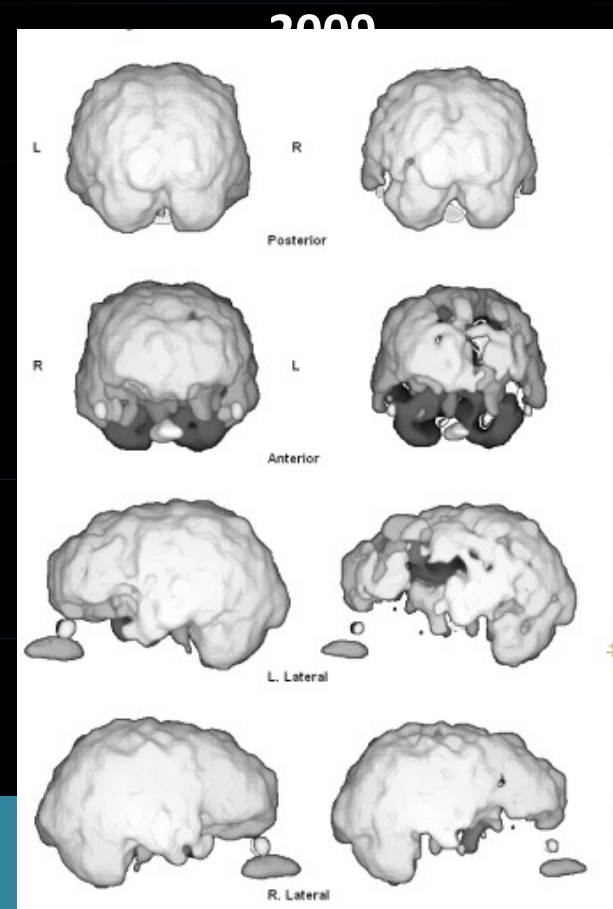 2009
L
R
Posterior
R
L
Anterior
L. Lateral
R. Lateral